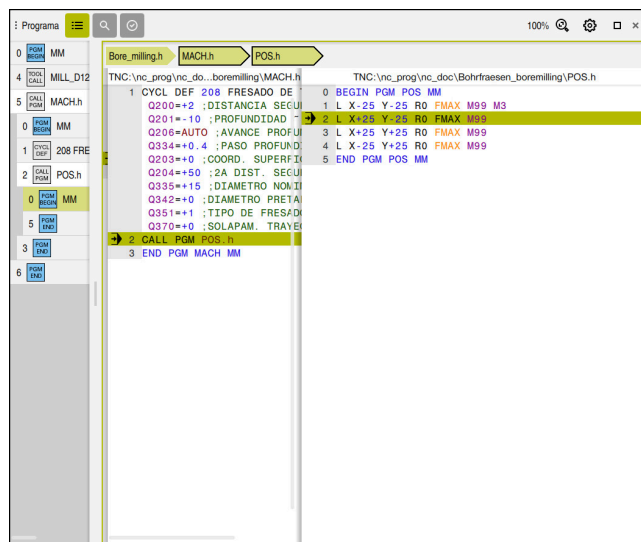 Programa
100%
0 PGM BEGIN MM
4 TOOL CALL MILL_D12
5 CALL PGM MACH.h
0 PGM BEGIN MM
1 CYCL DEF 208 FRE
2 CALL PGM POS.h
0 PGM BEGIN MM
5 PGM END
3 PGM END
6 PGM END
Bore_milling.h MACH.h POS.h
TNC:\nc_prog\nc_do...boremilling\MACH.h
1 CYCL DEF 208 FRESADO DE
Q200=+2 ;DISTANCIA SEGU
Q201=-10 ;PROFUNDIDAD
Q206=AUTO ;AVANCE PROFUN
Q334=+0.4 ;PASO PROFUND
Q203=+0 ;COORD. SUPERFI
Q204=+50 ;2A DIST. SEGU
Q335=+15 ;DIAMETRO NOMI
Q342=+0 ;DIAMETRO PRETA
Q351=+1 ;TIPO DE FRESAD
Q370=+0 ;SOLAPAM. TRAYE
2 CALL PGM POS.h
3 END PGM MACH MM
TNC:\nc_prog\nc_doc\Bohrfraesen_boremilling\POS.h
0 BEGIN PGM POS MM
1 L X-25 Y-25 R0 FMAX M99 M3
2 L X+25 Y-25 R0 FMAX M99
3 L X+25 Y+25 R0 FMAX M99
4 L X-25 Y+25 R0 FMAX M99
5 END PGM POS MM